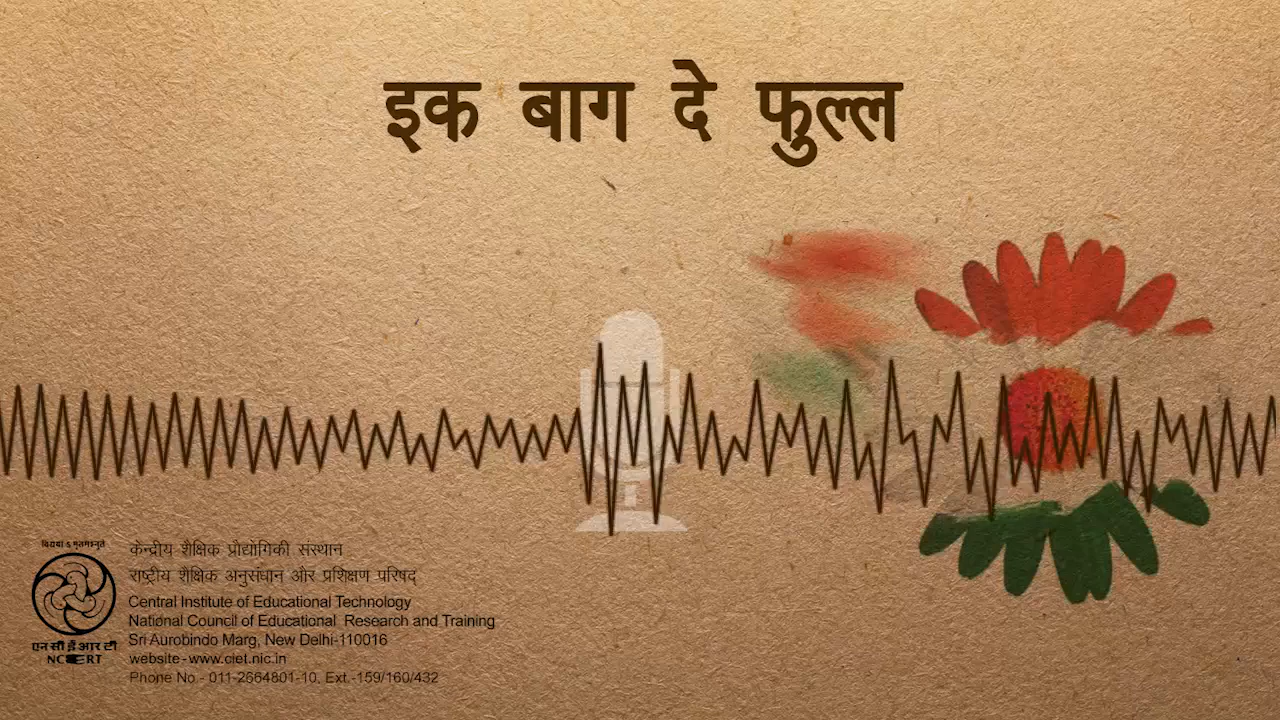 इक बाग दे फुल्ल
विद्यया ऽ मृतमश्नुते
एन सी ई आर टी
NCERT
केन्द्रीय शैक्षिक प्रौद्योगिकी संस्थान
राष्ट्रीय शैक्षिक अनुसंधान और प्रशिक्षण परिषद
Central Institute of Educational Technology
National Council of Educational Research and Training
Sri Aurobindo Marg, New Delhi-110016
website - www.ciet.nic.in
Phone No.- 011-2664801-10, Ext.-159/160/432